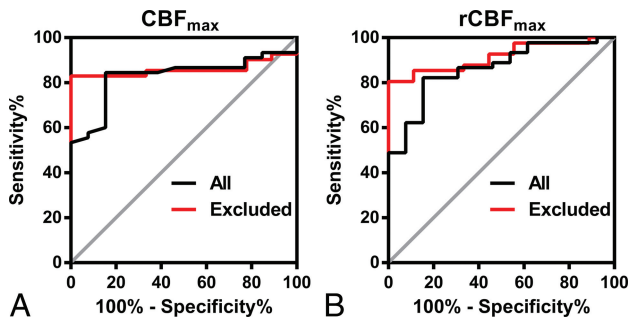 CBFmax
Sensitivity%
100
80
60
40
20
0
All
Excluded
0 20 40 60 80 100
100% - Specificity%
A
rCBFmax
Sensitivity%
100
80
60
40
20
0
All
Excluded
0 20 40 60 80 100
100% - Specificity%
B